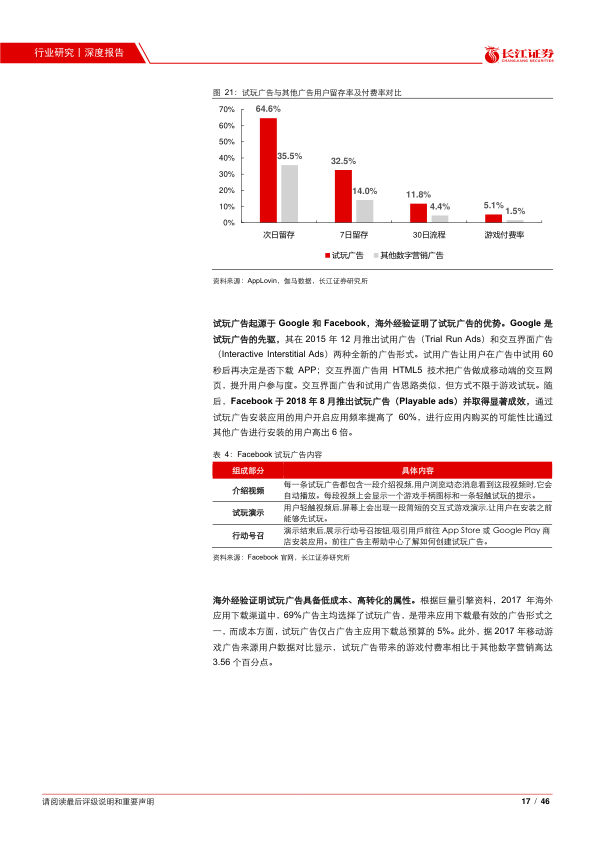 行业研究丨深度报告
长江证券
CHANGJIANG SECURITIES
图 21：试玩广告与其他广告用户留存率及付费率对比
70%
60%
50%
40%
30%
20%
10%
0%
64.6%
35.5%
32.5%
14.0%
11.8%
4.4%
5.1%
1.5%
次日留存
7日留存
30日流程
游戏付费率
试玩广告
其他数字营销广告
资料来源：AppLovin，伽马数据，长江证券研究所
试玩广告起源于 Google 和 Facebook，海外经验证明了试玩广告的优势。Google 是
试玩广告的先驱，其在 2015 年 12 月推出试用广告（Trial Run Ads）和交互界面广告
（Interactive Interstitial Ads）两种全新的广告形式。试用广告让用户在广告中试用 60
秒后再决定是否下载 APP；交互界面广告用 HTML5 技术把广告做成移动端的交互网
页，提升用户参与度。交互界面广告和试用广告思路类似，但方式不限于游戏试玩。随
后，Facebook 于 2018 年 8 月推出试玩广告（Playable ads）并取得显著成效，通过
试玩广告安装应用的用户开启应用频率提高了 60%，进行应用内购买的可能性比通过
其他广告进行安装的用户高出 6 倍。
表 4：Facebook 试玩广告内容
组成部分
具体内容
介绍视频
每一条试玩广告都包含一段介绍视频,用户浏览动态消息看到这段视频时,它会
自动播放。每段视频上会显示一个游戏手柄图标和一条轻触试玩的提示。
试玩演示
用户轻触视频后,屏幕上会出现一段简短的交互式游戏演示,让用户在安装之前
能够先试玩。
行动号召
演示结束后,展示行动号召按钮,吸引用戶前往 App Store 或 Google Play 商
店安装应用。前往广告主帮助中心了解如何创建试玩广告。
资料来源：Facebook 官网，长江证券研究所
海外经验证明试玩广告具备低成本、高转化的属性。根据巨量引擎资料，2017 年海外
应用下载渠道中，69%广告主均选择了试玩广告，是带来应用下载最有效的广告形式之
一，而成本方面，试玩广告仅占广告主应用下载总预算的 5%。此外，据 2017 年移动游
戏广告来源用户数据对比显示，试玩广告带来的游戏付费率相比于其他数字营销高达
3.56 个百分点。
请阅读最后评级说明和重要声明
17 / 46